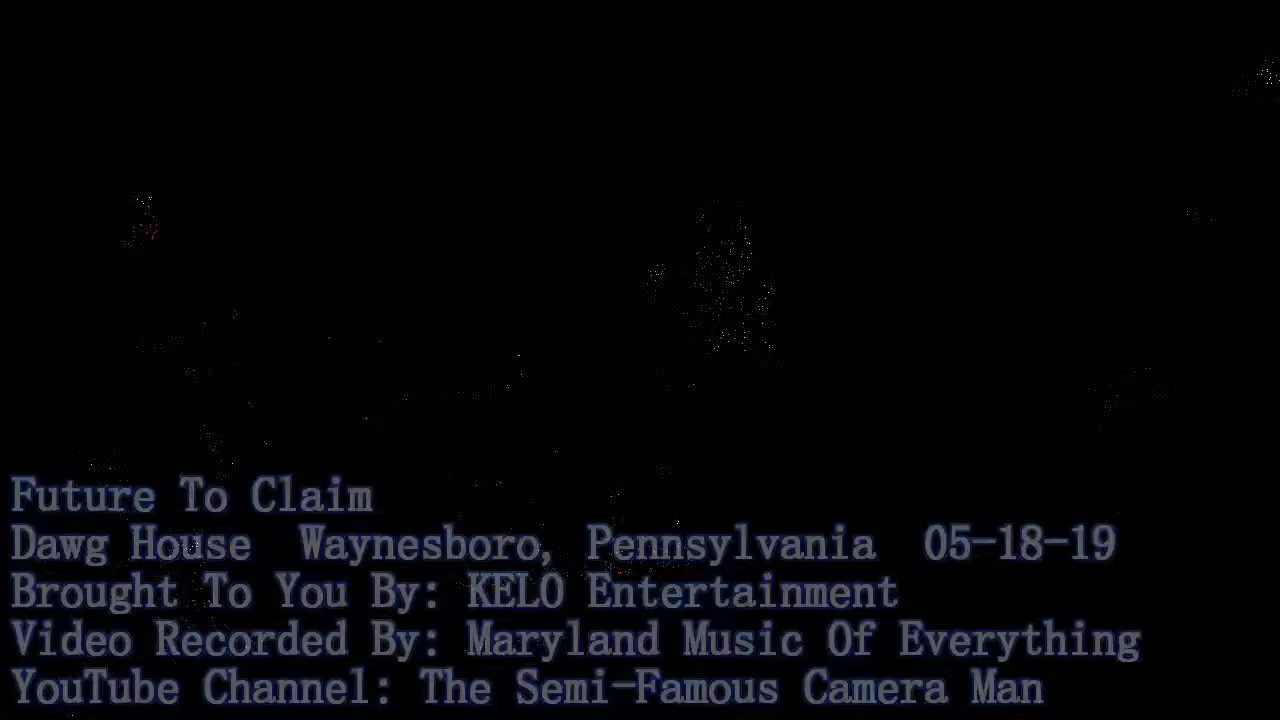 Future To Claim
Dawg House  Waynesboro, Pennsylvania  05-18-19
Brought To You By: KELO Entertainment
Video Recorded By: Maryland Music Of Everything
YouTube Channel: The Semi-Famous Camera Man